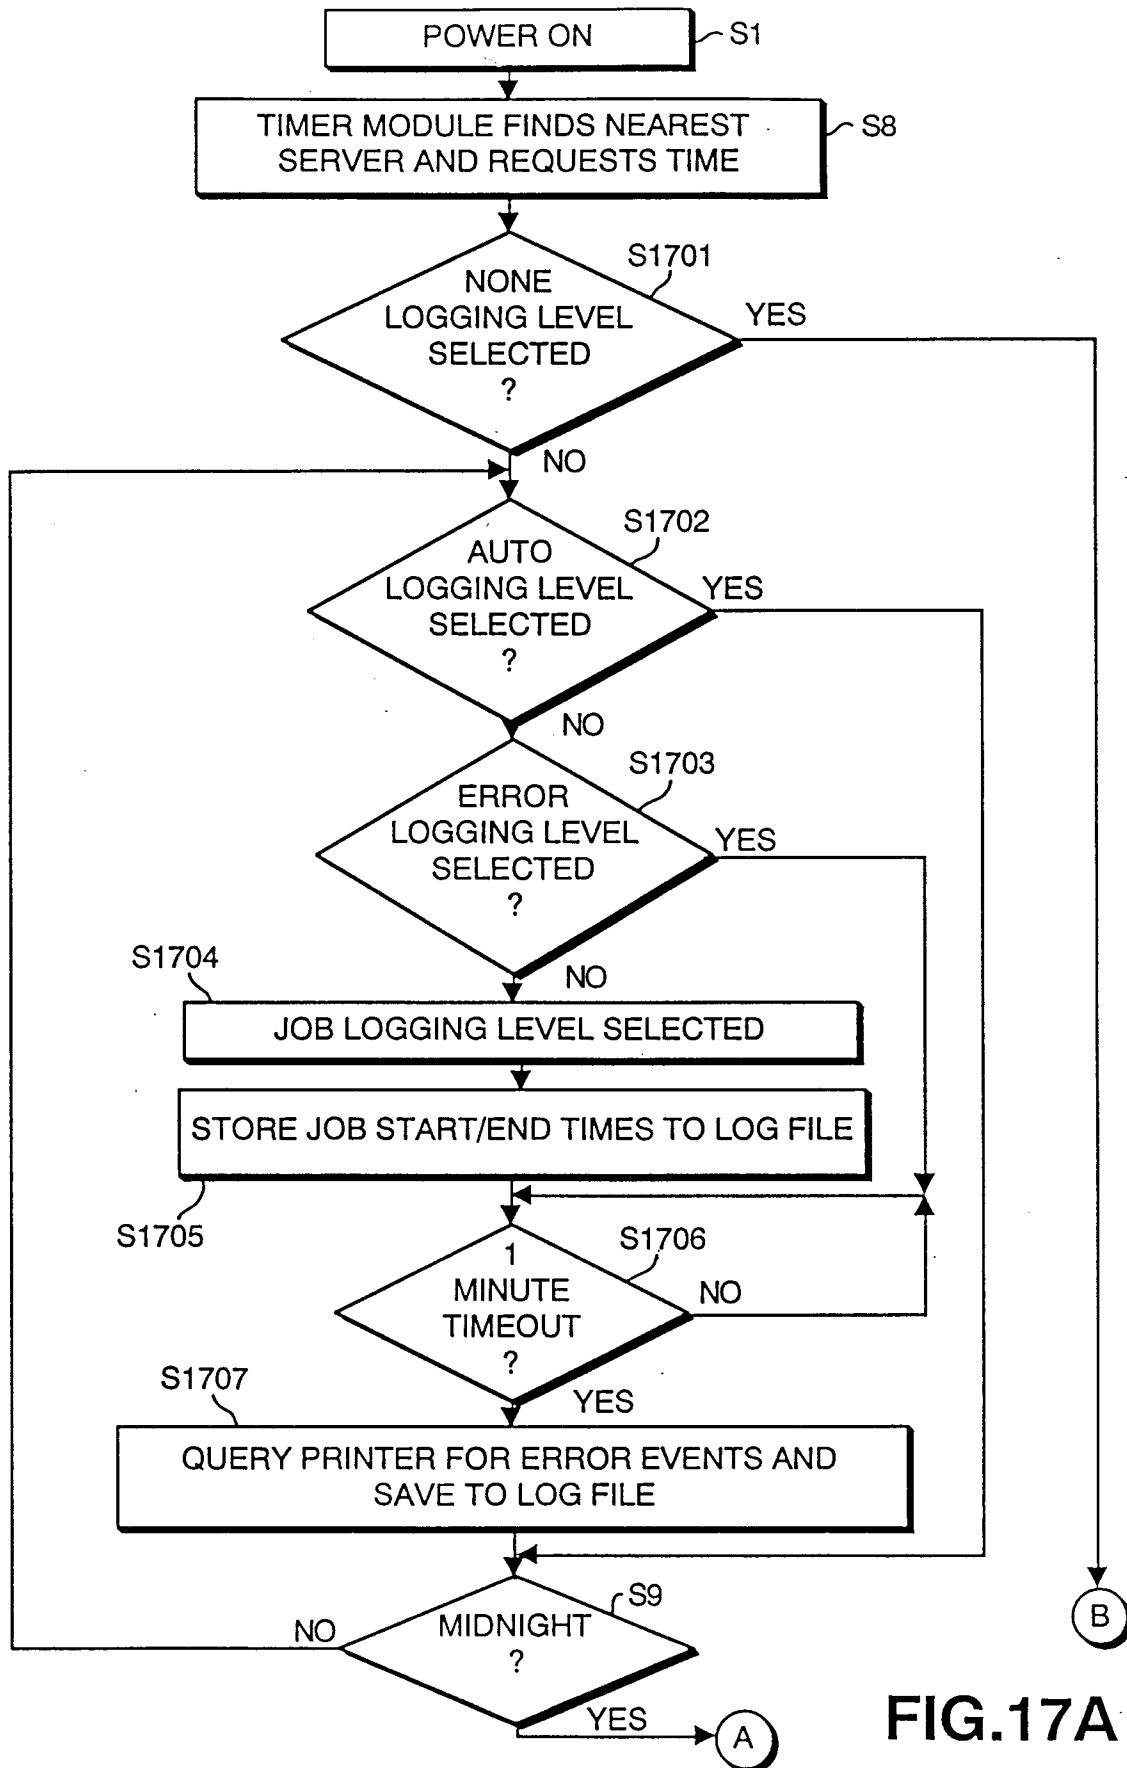 POWER ON
S1
TIMER MODULE FINDS NEAREST
SERVER AND REQUESTS TIME
S8
S1701
NONE
LOGGING LEVEL
SELECTED
?
YES
NO
S1702
AUTO
LOGGING LEVEL
SELECTED
?
YES
NO
S1703
ERROR
LOGGING LEVEL
SELECTED
?
YES
NO
S1704
JOB LOGGING LEVEL SELECTED
STORE JOB START/END TIMES TO LOG FILE
S1705
S1706
1
MINUTE
TIMEOUT
?
NO
YES
S1707
QUERY PRINTER FOR ERROR EVENTS AND
SAVE TO LOG FILE
S9
MIDNIGHT
?
NO
YES
A
B
FIG.17A